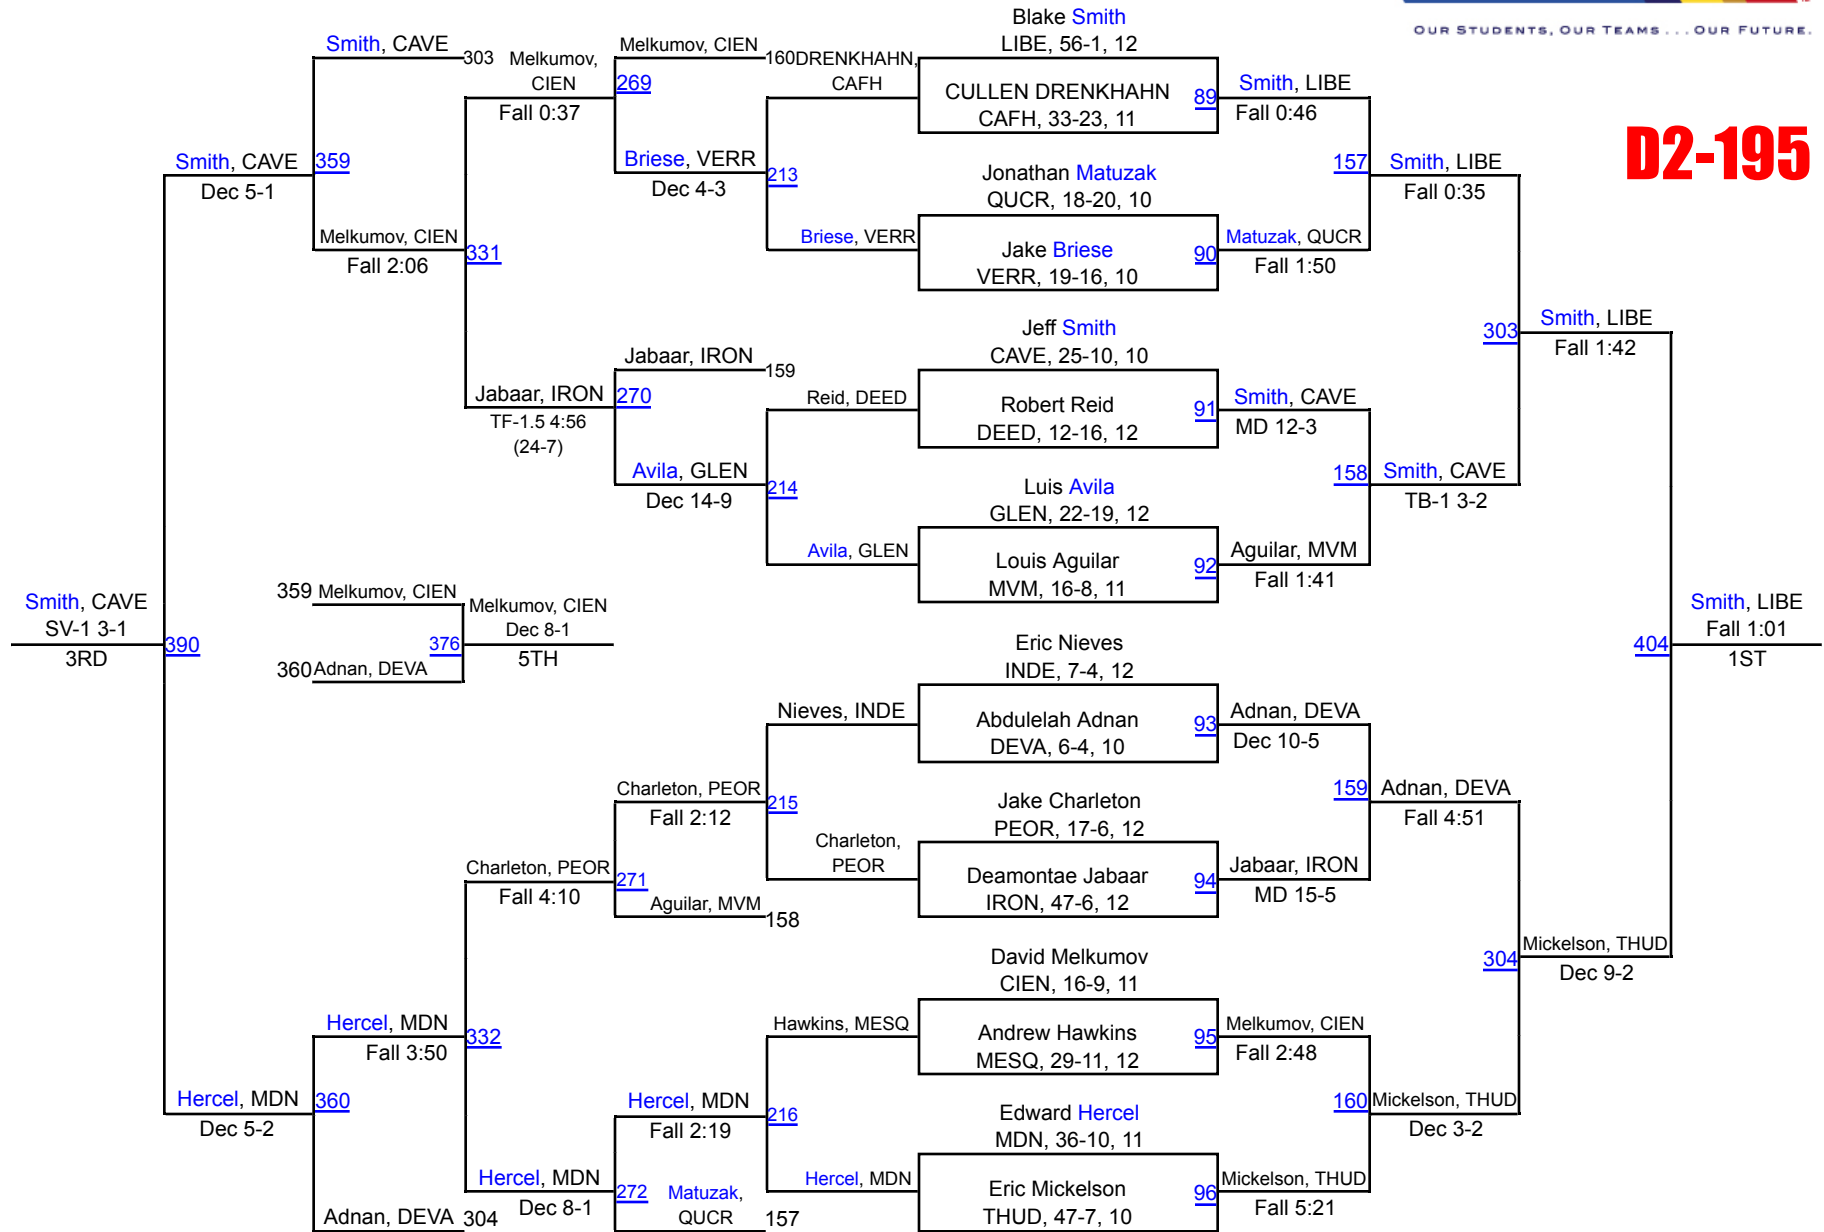 OUR STUDENTS, OUR TEAMS . . . OUR FUTURE.
D2-195
Blake Smith
LIBE, 56-1, 12
CULLEN DRENKHAHN
CAFH, 33-23, 11
89
Jonathan Matuzak
QUCR, 18-20, 10
Jake Briese
VERR, 19-16, 10
90
Jeff Smith
CAVE, 25-10, 10
Robert Reid
DEED, 12-16, 12
91
Luis Avila
GLEN, 22-19, 12
Louis Aguilar
MVM, 16-8, 11
92
Eric Nieves
INDE, 7-4, 12
Abdulelah Adnan
DEVA, 6-4, 10
93
Jake Charleton
PEOR, 17-6, 12
Deamontae Jabaar
IRON, 47-6, 12
94
David Melkumov
CIEN, 16-9, 11
Andrew Hawkins
MESQ, 29-11, 12
95
Edward Hercel
MDN, 36-10, 11
Eric Mickelson
THUD, 47-7, 10
96
Smith, LIBE
Fall 0:46
157
Matuzak, QUCR
Fall 1:50
Smith, CAVE
MD 12-3
158
Aguilar, MVM
Fall 1:41
Adnan, DEVA
Dec 10-5
159
Jabaar, IRON
MD 15-5
Melkumov, CIEN
Fall 2:48
160
Mickelson, THUD
Fall 5:21
Smith, LIBE
Fall 0:35
303
Smith, CAVE
TB-1 3-2
Adnan, DEVA
Fall 4:51
304
Mickelson, THUD
Dec 3-2
Smith, LIBE
Fall 1:42
404
Mickelson, THUD
Dec 9-2
Smith, LIBE
Fall 1:01
1ST
DRENKHAHN,
CAFH
213
Briese, VERR
Reid, DEED
214
Avila, GLEN
Nieves, INDE
215
Charleton,
PEOR
Hawkins, MESQ
216
Hercel, MDN
Melkumov, CIEN
160
269
Briese, VERR
Dec 4-3
Jabaar, IRON
159
270
Avila, GLEN
Dec 14-9
Charleton, PEOR
Fall 2:12
271
Aguilar, MVM
158
Hercel, MDN
Fall 2:19
272
Matuzak,
QUCR
157
Melkumov,
CIEN
Fall 0:37
331
Jabaar, IRON
TF-1.5 4:56
(24-7)
Charleton, PEOR
Fall 4:10
332
Hercel, MDN
Dec 8-1
Smith, CAVE
303
359
Melkumov, CIEN
Fall 2:06
Hercel, MDN
Fall 3:50
360
Adnan, DEVA
304
Smith, CAVE
Dec 5-1
390
Hercel, MDN
Dec 5-2
Smith, CAVE
SV-1 3-1
3RD
359 Melkumov, CIEN
376
360 Adnan, DEVA
Melkumov, CIEN
Dec 8-1
5TH